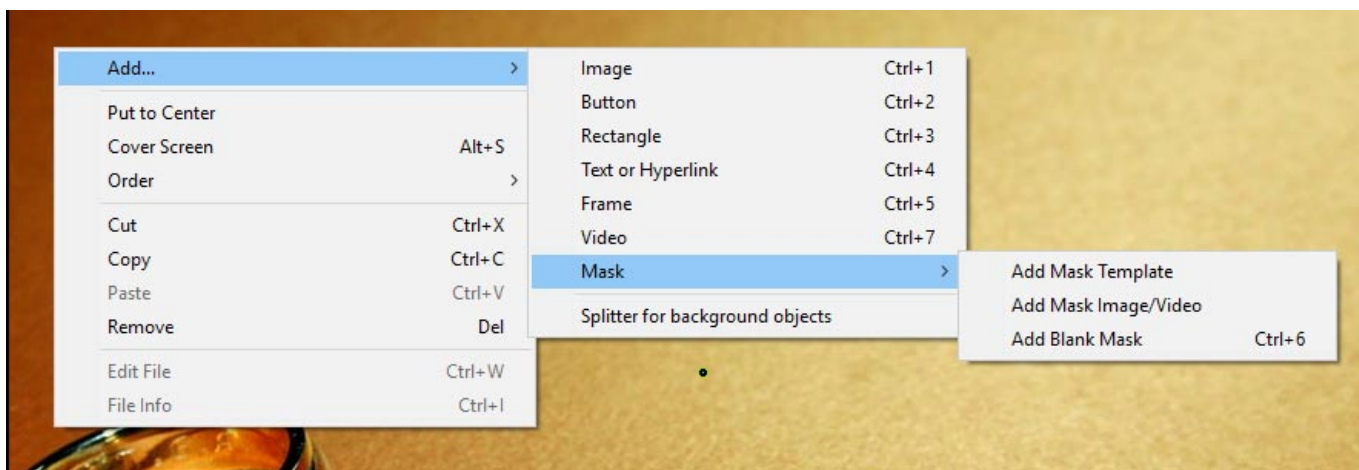 Add...
Put to Center
Cover Screen Alt+S
Order
Cut Ctrl+X
Copy Ctrl+C
Paste Ctrl+V
Remove Del
Edit File Ctrl+W
File Info Ctrl+I
Image Ctrl+1
Button Ctrl+2
Rectangle Ctrl+3
Text or Hyperlink Ctrl+4
Frame Ctrl+5
Video Ctrl+7
Mask
Splitter for background objects
Add Mask Template
Add Mask Image/Video
Add Blank Mask Ctrl+6